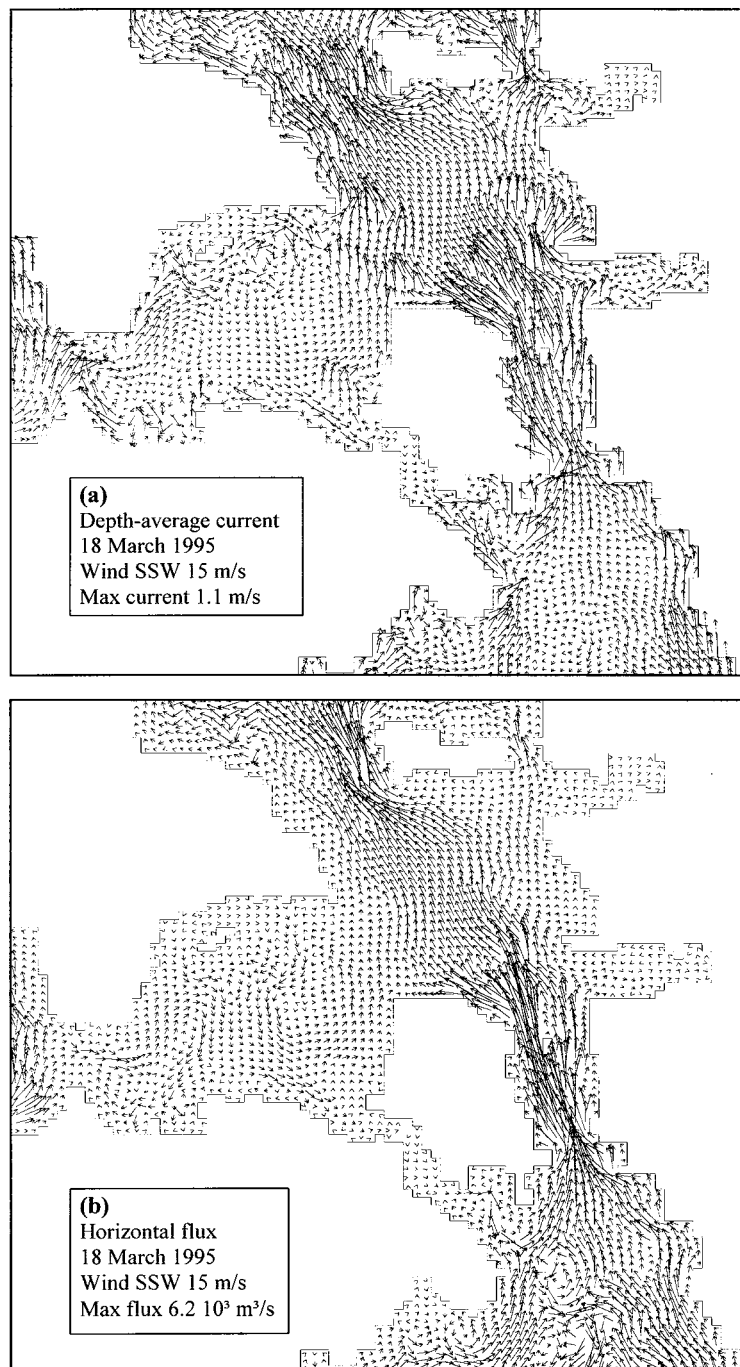 (a)
Depth-average current
18 March 1995
Wind SSW 15 m/s
Max current 1.1 m/s
(b)
Horizontal flux
18 March 1995
Wind SSW 15 m/s
Max flux 6.2 10³ m³/s